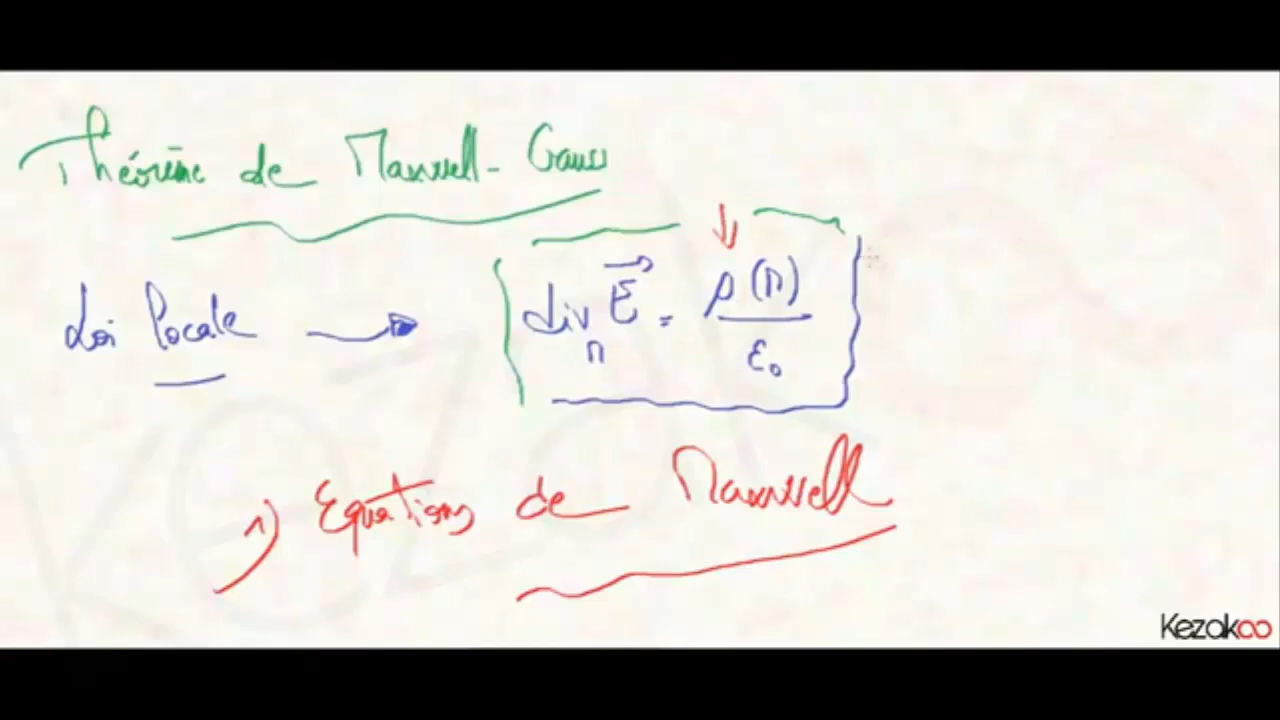 Théorème de Maxwell-Gauss
Loi locale → div_M E⃗ = ρ(M)/ε₀
1) Equations de Maxwell
Kezakoo